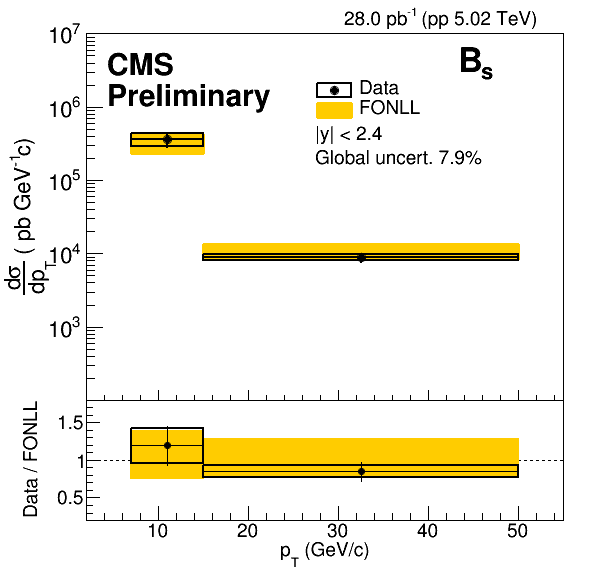 28.0 pb⁻¹ (pp 5.02 TeV)
10⁷
CMS
Preliminary
Bₛ
Data
FONLL
|y| < 2.4
Global uncert. 7.9%
10⁶
10⁵
10⁴
10³
dσ
dp_T
( pb GeV⁻¹c)
Data / FONLL
1.5
1
0.5
10
20
30
40
50
p_T (GeV/c)